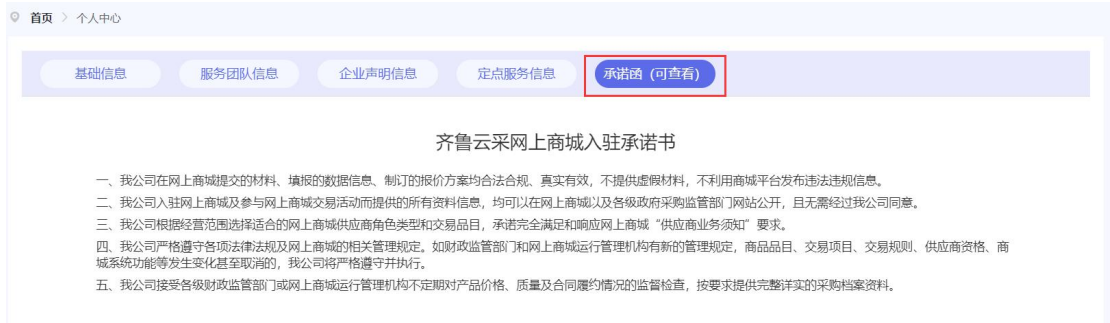 首页 > 个人中心
基础信息 服务团队信息 企业声明信息 定点服务信息 承诺函（可查看）
齐鲁云采网上商城入驻承诺书
一、我公司在网上商城提交的材料、填报的数据信息、制订的报价方案均合法合规、真实有效，不提供虚假材料，不利用商城平台发布违法违规信息。
二、我公司入驻网上商城及参与网上商城交易活动而提供的所有资料信息，均可以在网上商城以及各级政府采购监管部门网站公开，且无需经过我公司同意。
三、我公司根据经营范围选择适合的网上商城供应商角色类型和交易品目，承诺完全满足和响应网上商城“供应商业务须知”要求。
四、我公司严格遵守各项法律法规及网上商城的相关管理规定。如财政监管部门和网上商城运行管理机构有新的管理规定，商品品目、交易项目、交易规则、供应商资格、商
城系统功能等发生变化甚至取消的，我公司将严格遵守并执行。
五、我公司接受各级财政监管部门或网上商城运行管理机构不定期对产品价格、质量及合同履约情况的监督检查，按要求提供完整详实的采购档案资料。